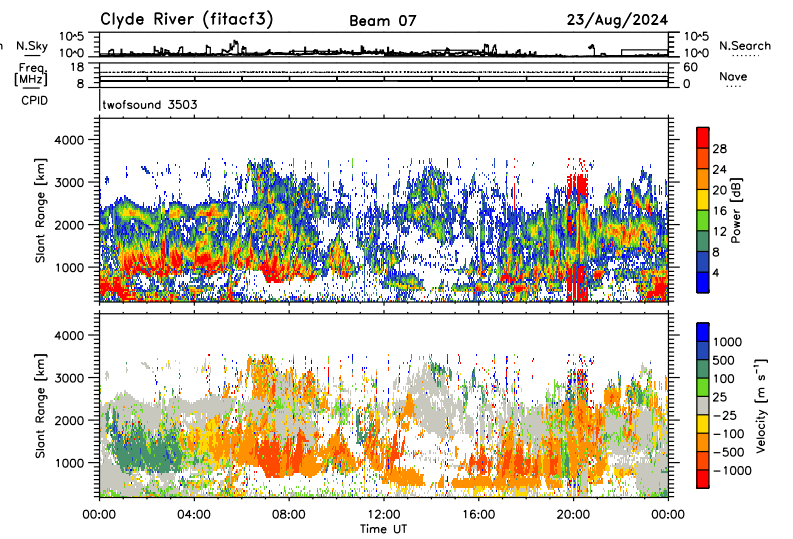 Clyde River (fitacf3) Beam 07 23/Aug/2024
n N.Sky 10^5 10^0 10^5 10^0 N.Search
Freq. [MHz] 18 8 60 0 Nave
CPID twofsound 3503
Slant Range [km] 4000 3000 2000 1000
Power [dB] 28 24 20 16 12 8 4
Slant Range [km] 4000 3000 2000 1000
Velocity [m s⁻¹] 1000 500 100 25 −25 −100 −500 −1000
00:00 04:00 08:00 12:00 16:00 20:00 00:00
Time UT